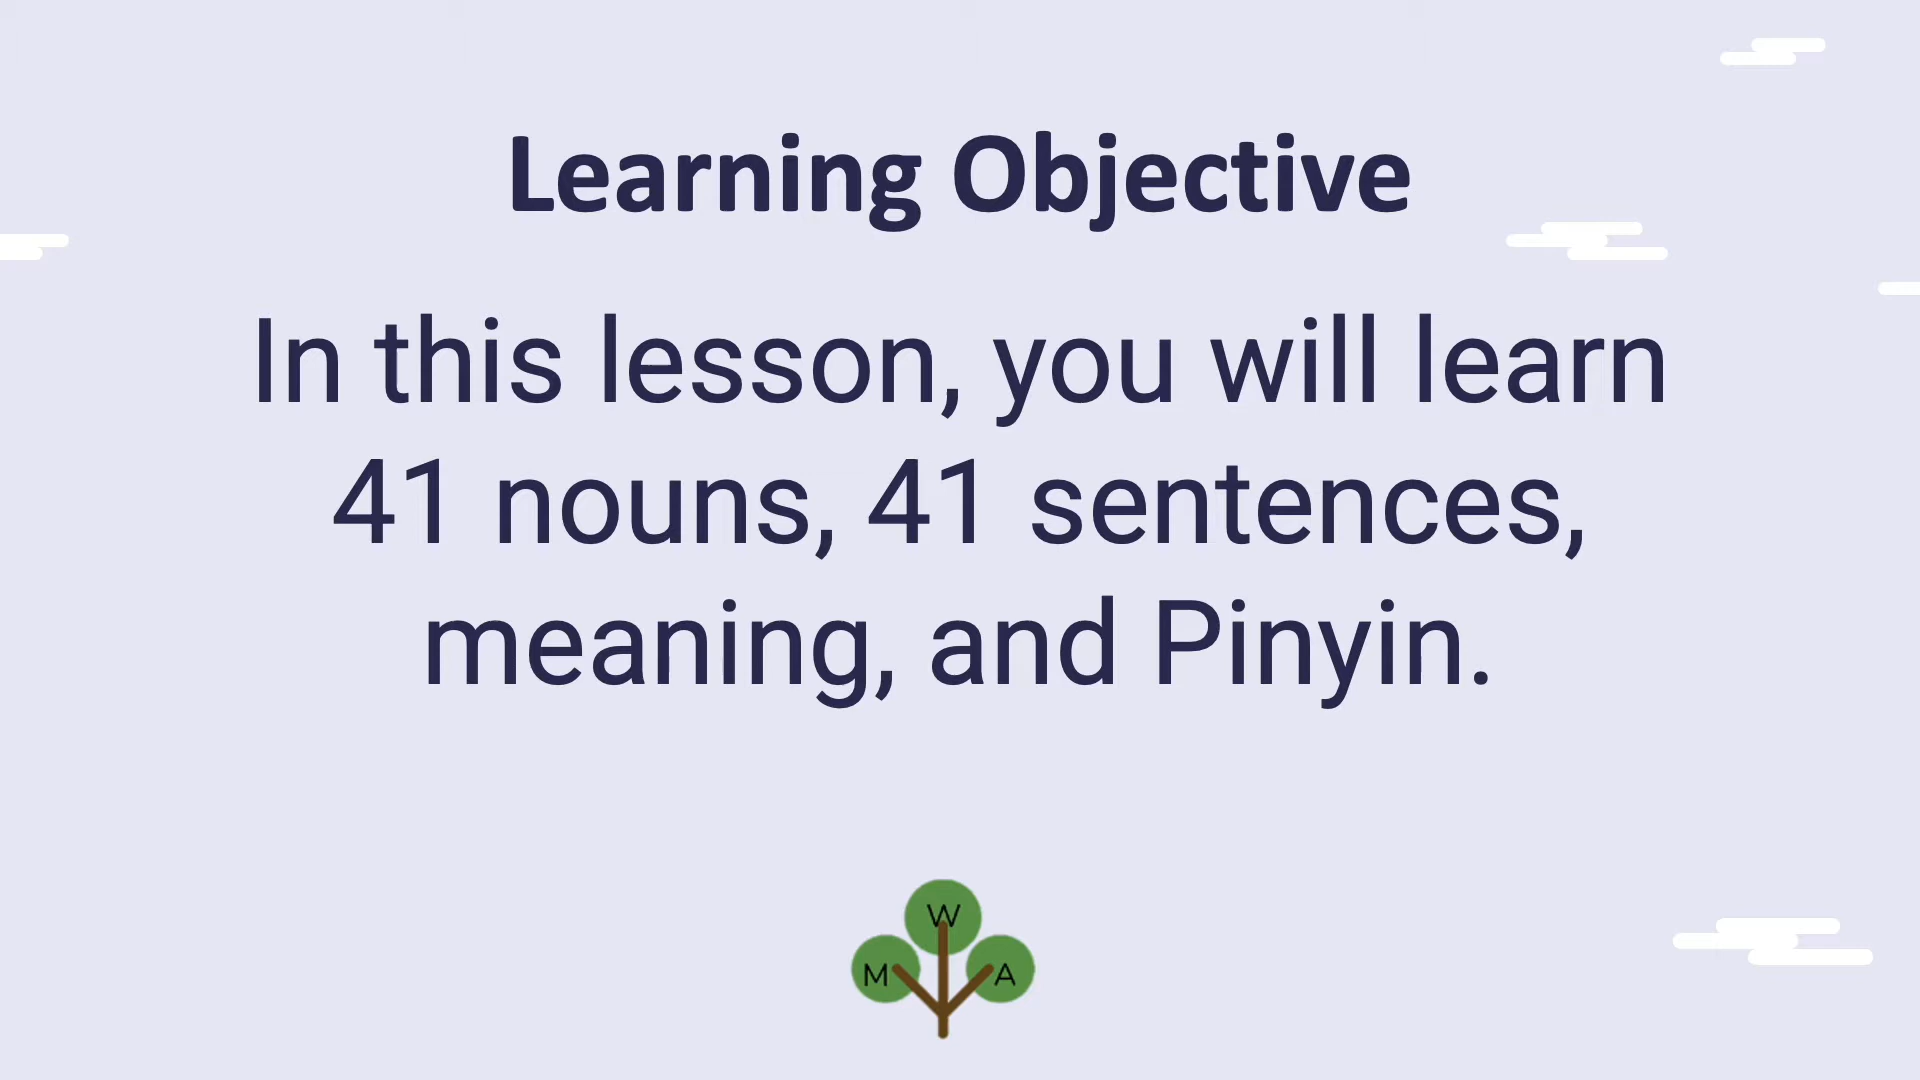 Learning Objective
In this lesson, you will learn
41 nouns, 41 sentences,
meaning, and Pinyin.
W
M A